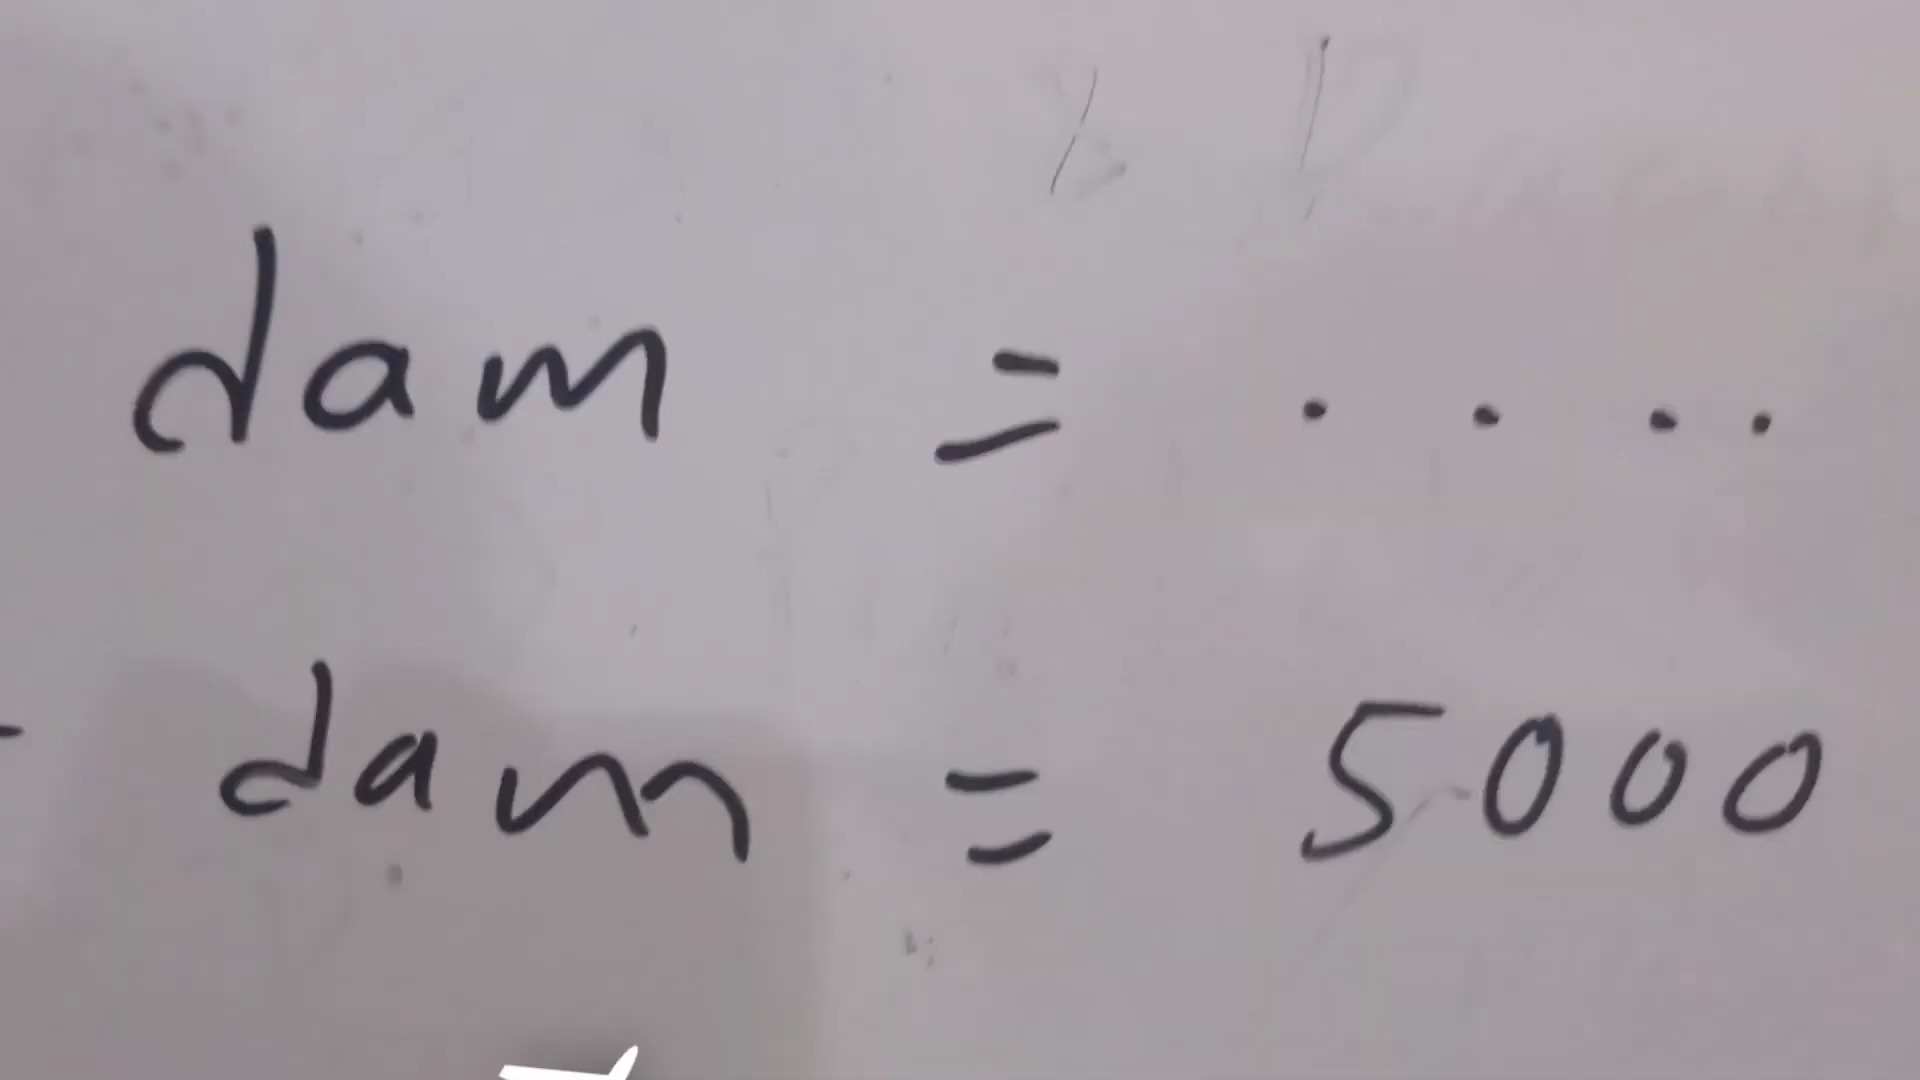 dam = ....
- dam = 5000